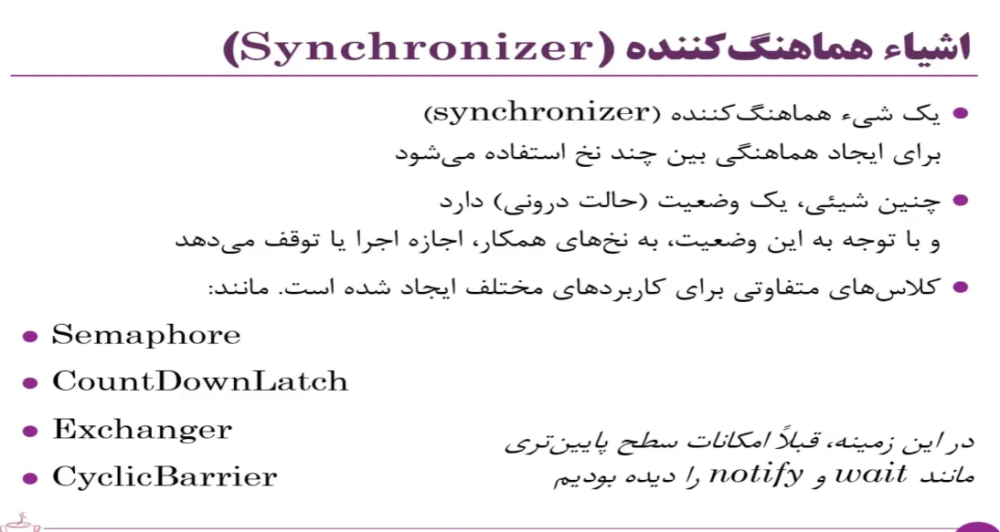 اشیاء هماهنگ‌کننده (Synchronizer)
یک شیء هماهنگ‌کننده (synchronizer)
برای ایجاد هماهنگی بین چند نخ استفاده می‌شود
چنین شیئی، یک وضعیت (حالت درونی) دارد
و با توجه به این وضعیت، به نخ‌های همکار، اجازه اجرا یا توقف می‌دهد
کلاس‌های متفاوتی برای کاربردهای مختلف ایجاد شده است. مانند:
Semaphore
CountDownLatch
Exchanger
CyclicBarrier
در این زمینه، قبلاً امکانات سطح پایین‌تری
مانند wait و notify را دیده بودیم